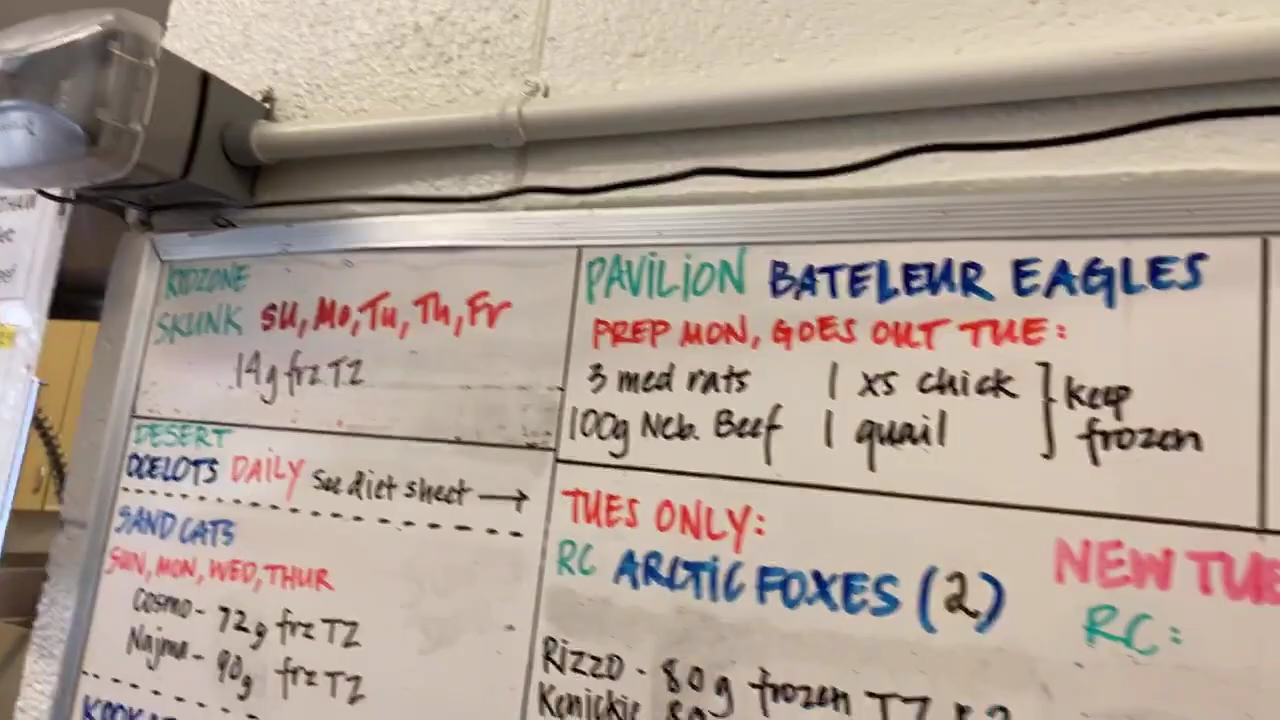 KIDZONE
SKUNK SU, Mo, Tu, Th, Fr
14g frz TZ
DESERT
OCELOTS DAILY See diet sheet →
SAND CATS
SUN, MON, WED, THUR
Cosmo - 72g frz TZ
Najma - 90g frz TZ
PAVILION BATELEUR EAGLES
PREP MON, GOES OUT TUE:
3 med rats 1 xs chick
100g Neb. Beef 1 quail
keep
frozen
TUES ONLY:
RC ARCTIC FOXES (2)
Rizzo - 80g frozen TZ
Kenickie
NEW TUE
RC: